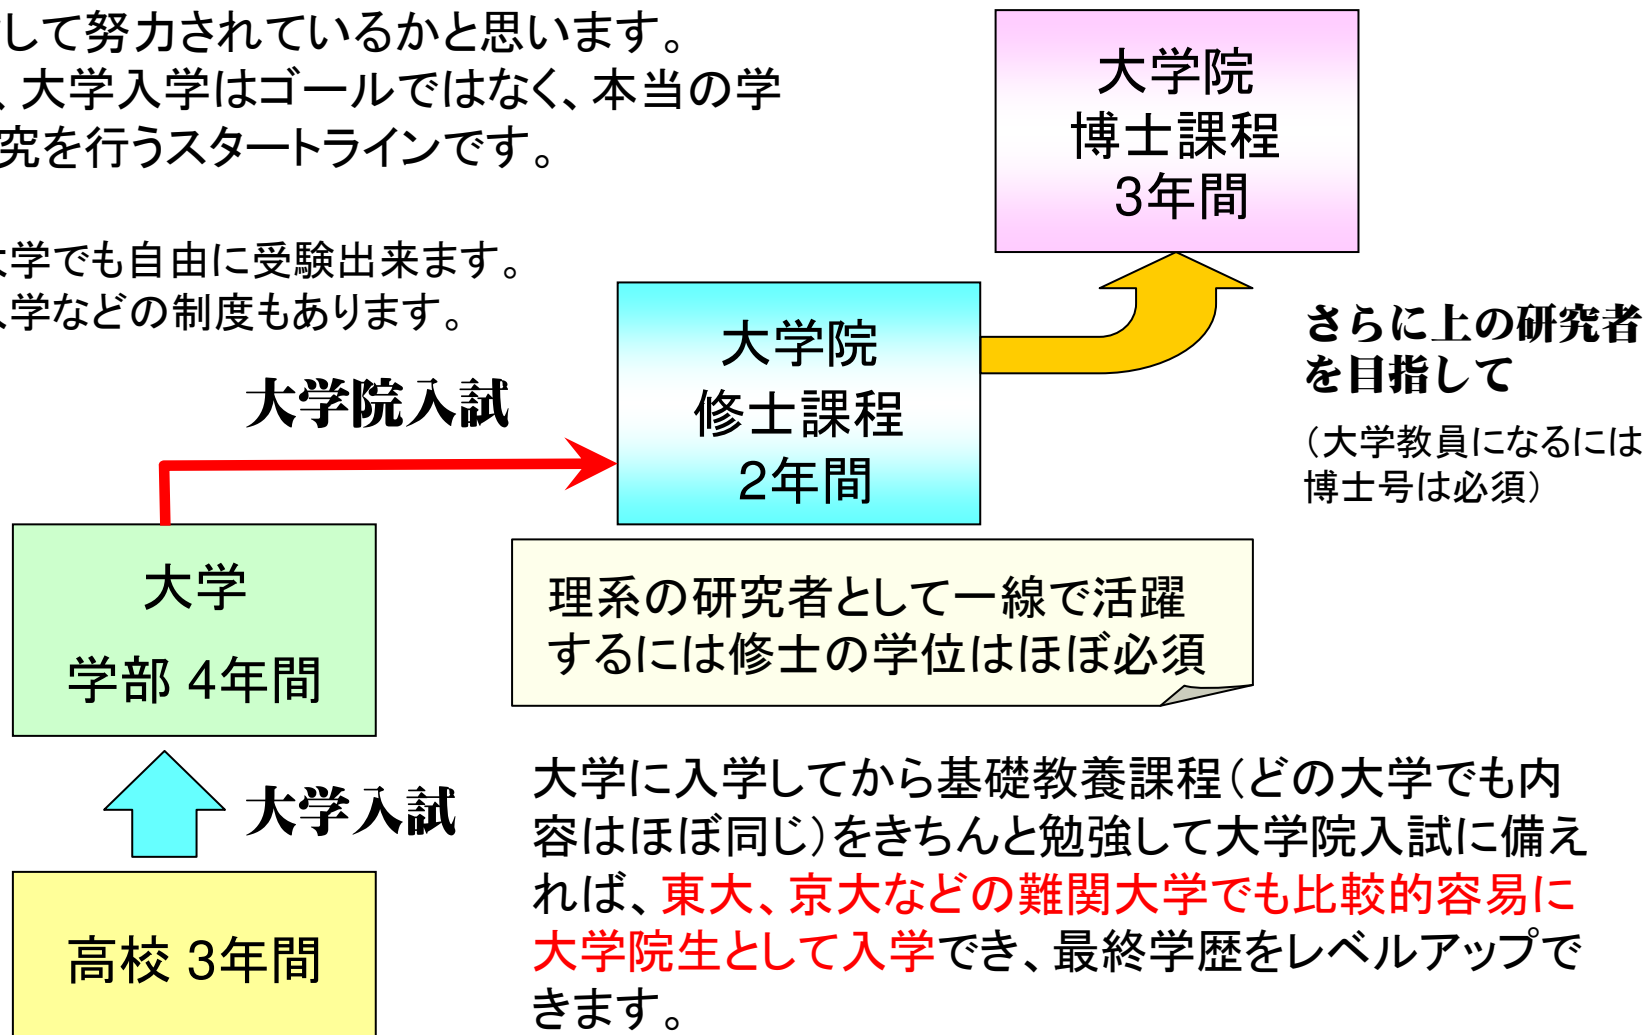 して努力されているかと思います。
、大学入学はゴールではなく、本当の学
究を行うスタートラインです。
大学でも自由に受験出来ます。
入学などの制度もあります。
大学院
博士課程
3年間
さらに上の研究者
を目指して
（大学教員になるには
博士号は必須）
大学院入試
大学院
修士課程
2年間
大学
学部 4年間
理系の研究者として一線で活躍
するには修士の学位はほぼ必須
大学入試
高校 3年間
大学に入学してから基礎教養課程（どの大学でも内
容はほぼ同じ）をきちんと勉強して大学院入試に備え
れば、東大、京大などの難関大学でも比較的容易に
大学院生として入学でき、最終学歴をレベルアップで
きます。